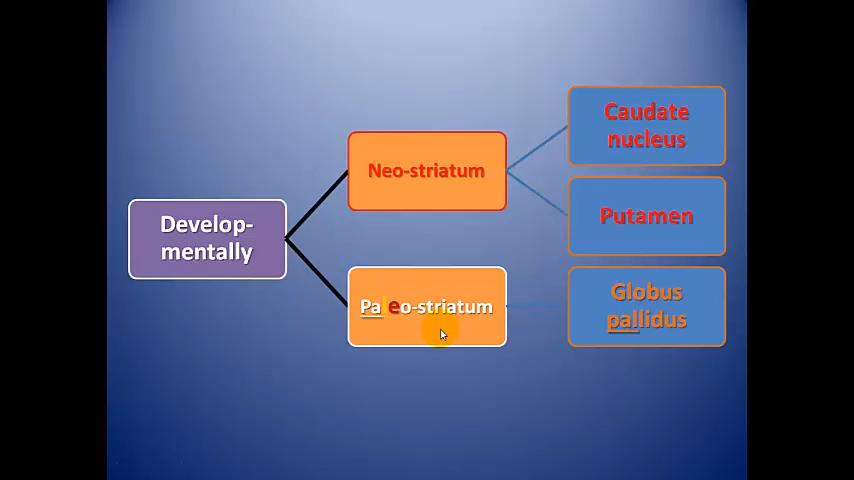 Develop-
mentally
Neo-striatum
Paleo-striatum
Caudate
nucleus
Putamen
Globus
pallidus